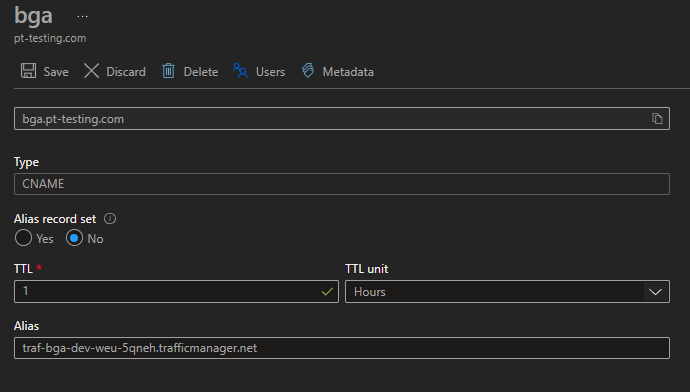 bga ...
pt-testing.com
Save Discard Delete Users Metadata
bga.pt-testing.com
Type
CNAME
Alias record set
Yes No
TTL * TTL unit
1 Hours
Alias
traf-bga-dev-weu-5qneh.trafficmanager.net